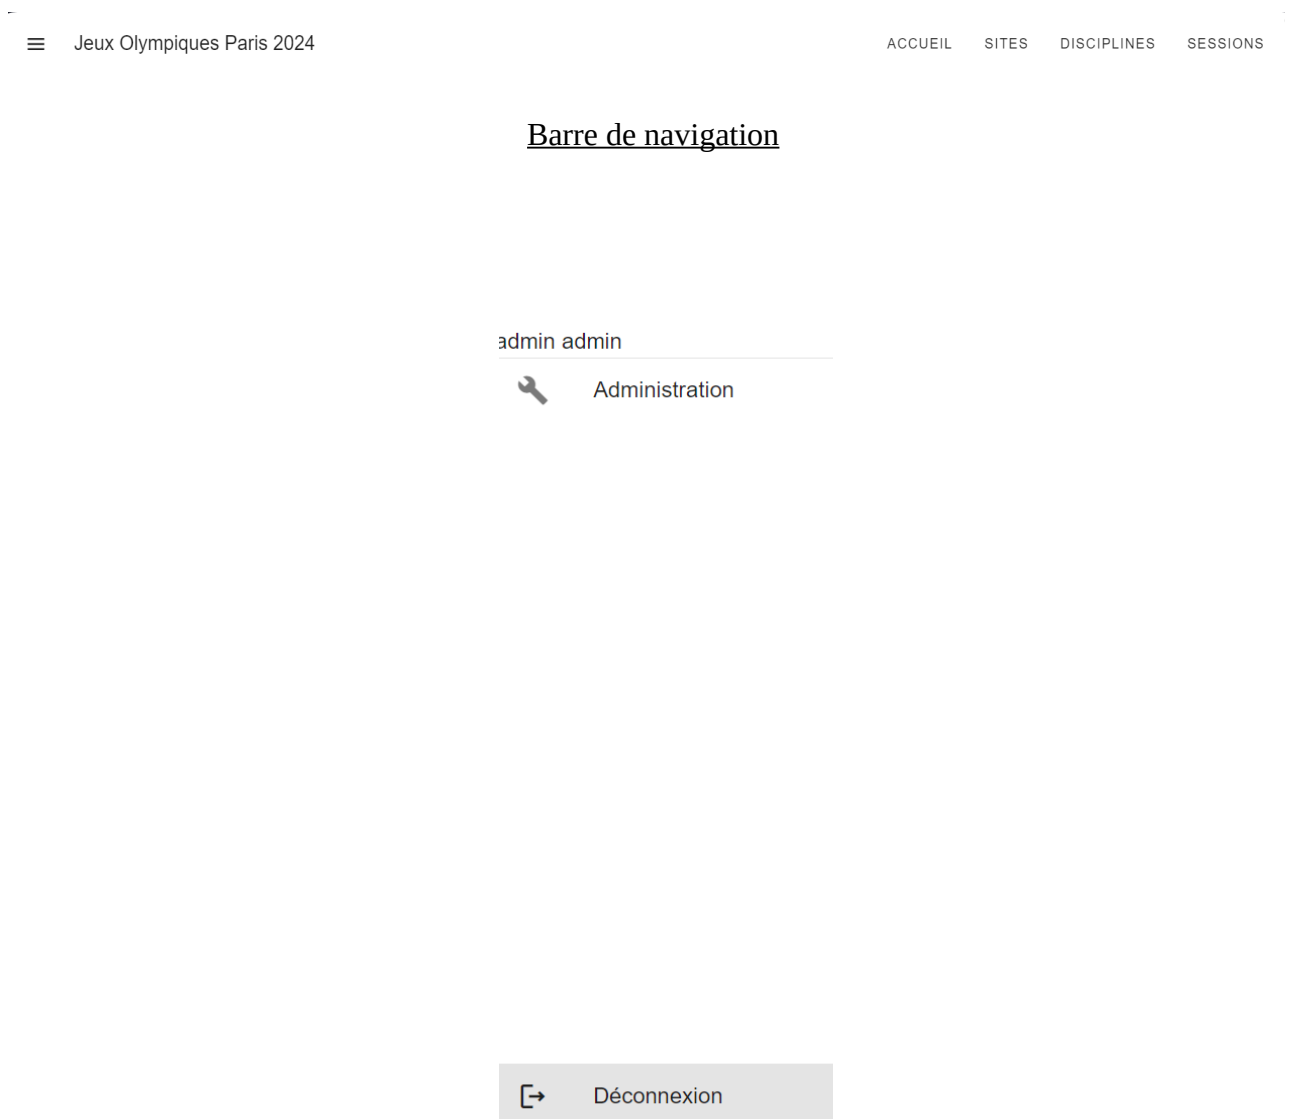 Jeux Olympiques Paris 2024 ACCUEIL SITES DISCIPLINES SESSIONS
Barre de navigation
admin admin
Administration
Déconnexion